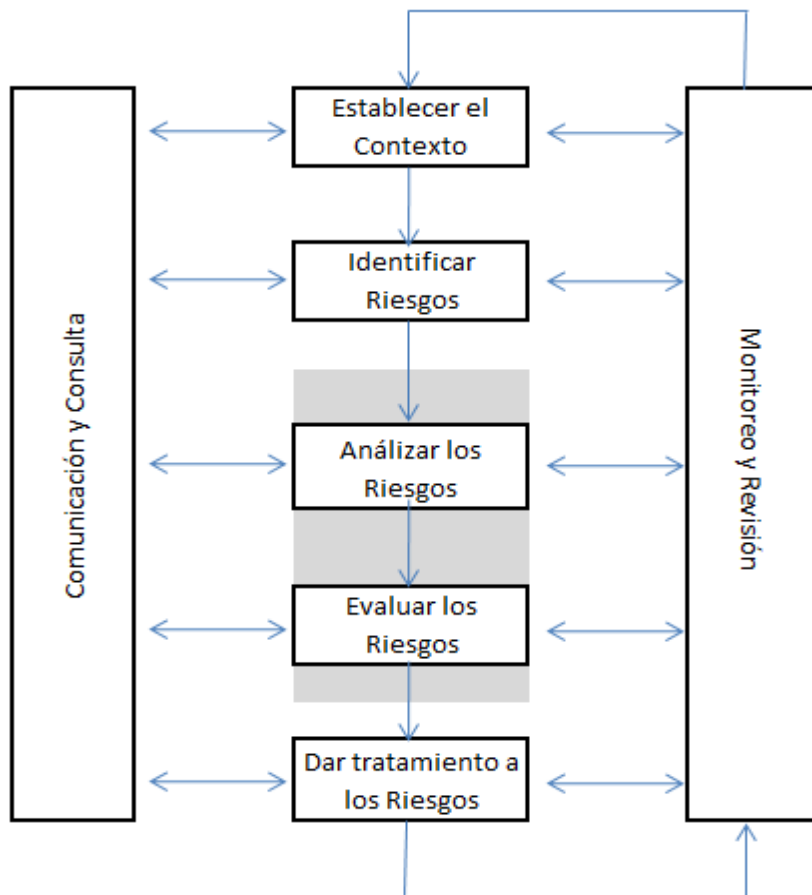 Establecer el
Contexto
Identificar
Riesgos
Análizar los
Riesgos
Evaluar los
Riesgos
Dar tratamiento a
los Riesgos
Comunicación y Consulta
Monitoreo y Revisión